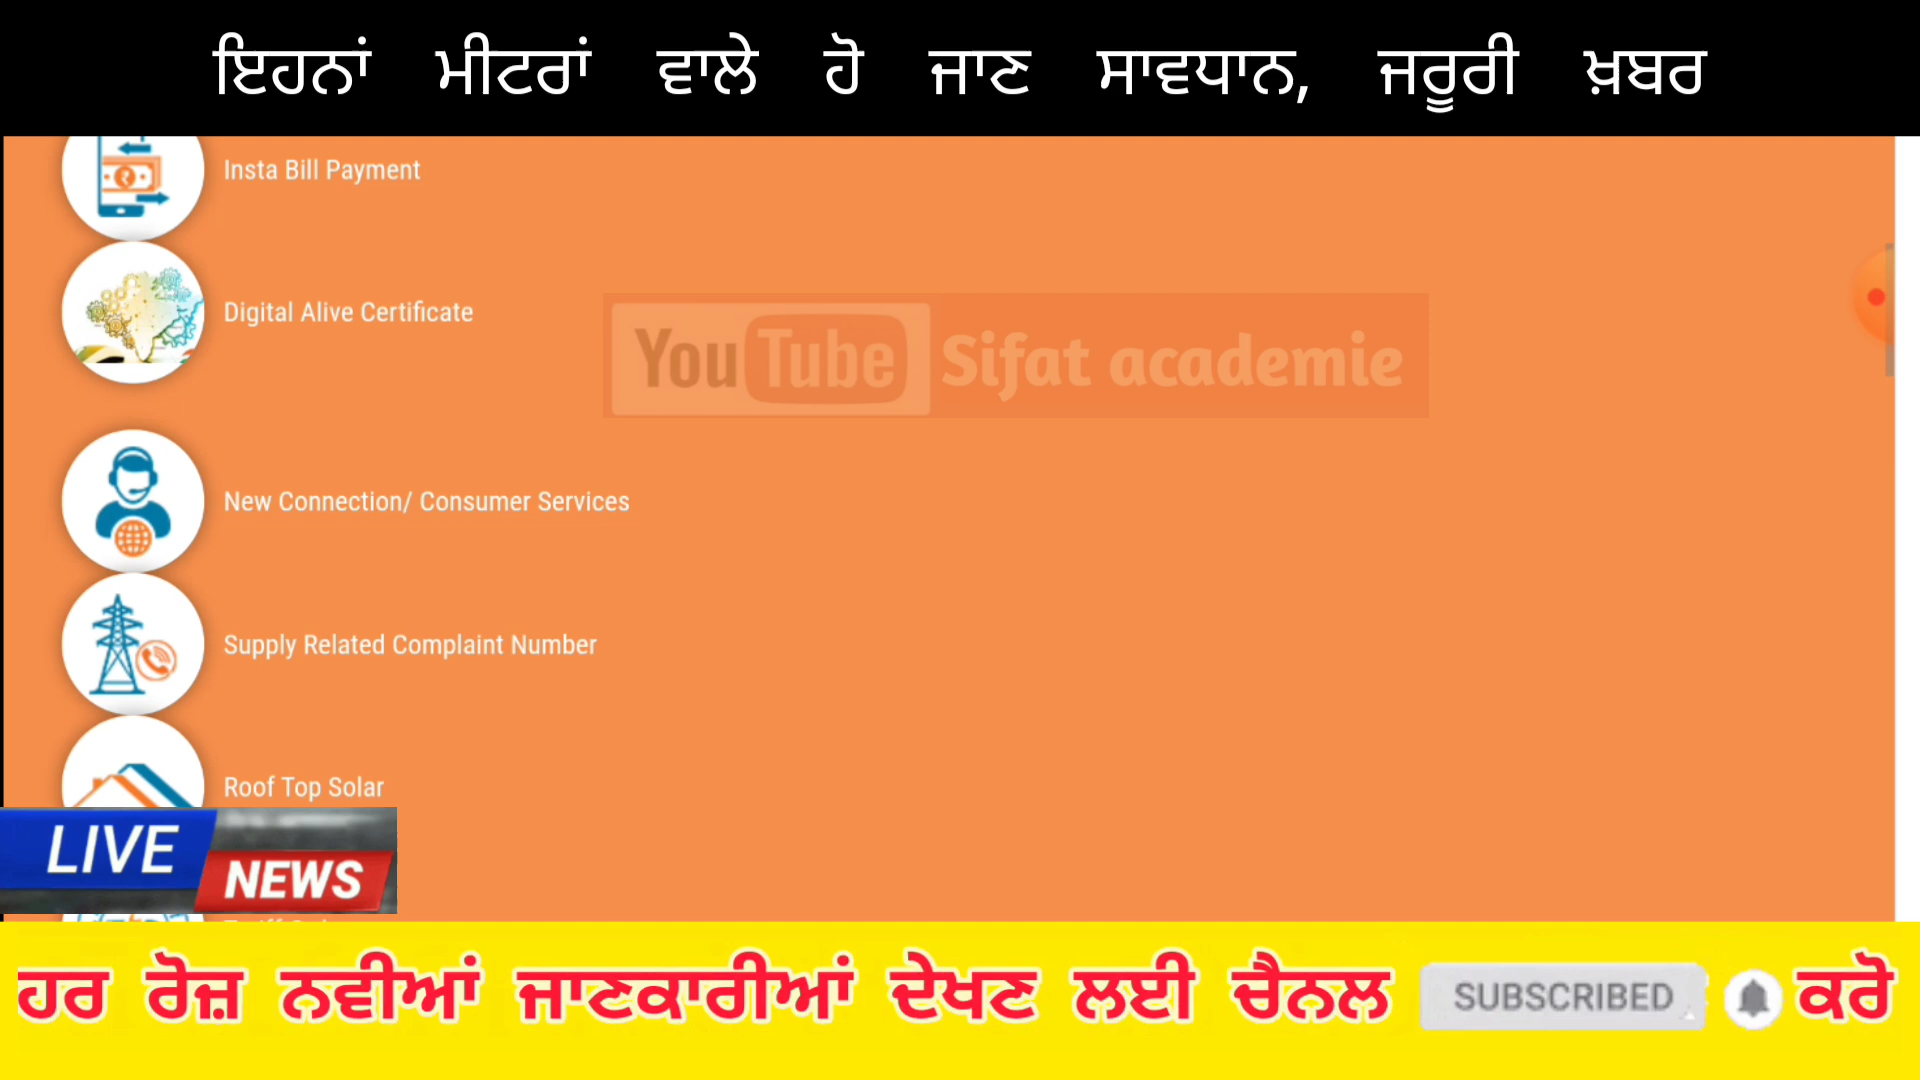 ਇਹਨਾਂ ਮੀਟਰਾਂ ਵਾਲੇ ਹੋ ਜਾਣ ਸਾਵਧਾਨ, ਜਰੂਰੀ ਖ਼ਬਰ
Insta Bill Payment
Digital Alive Certificate
YouTube Sifat academie
New Connection/ Consumer Services
Supply Related Complaint Number
Roof Top Solar
LIVE
NEWS
ਹਰ ਰੋਜ਼ ਨਵੀਆਂ ਜਾਣਕਾਰੀਆਂ ਦੇਖਣ ਲਈ ਚੈਨਲ SUBSCRIBED ਕਰੋ